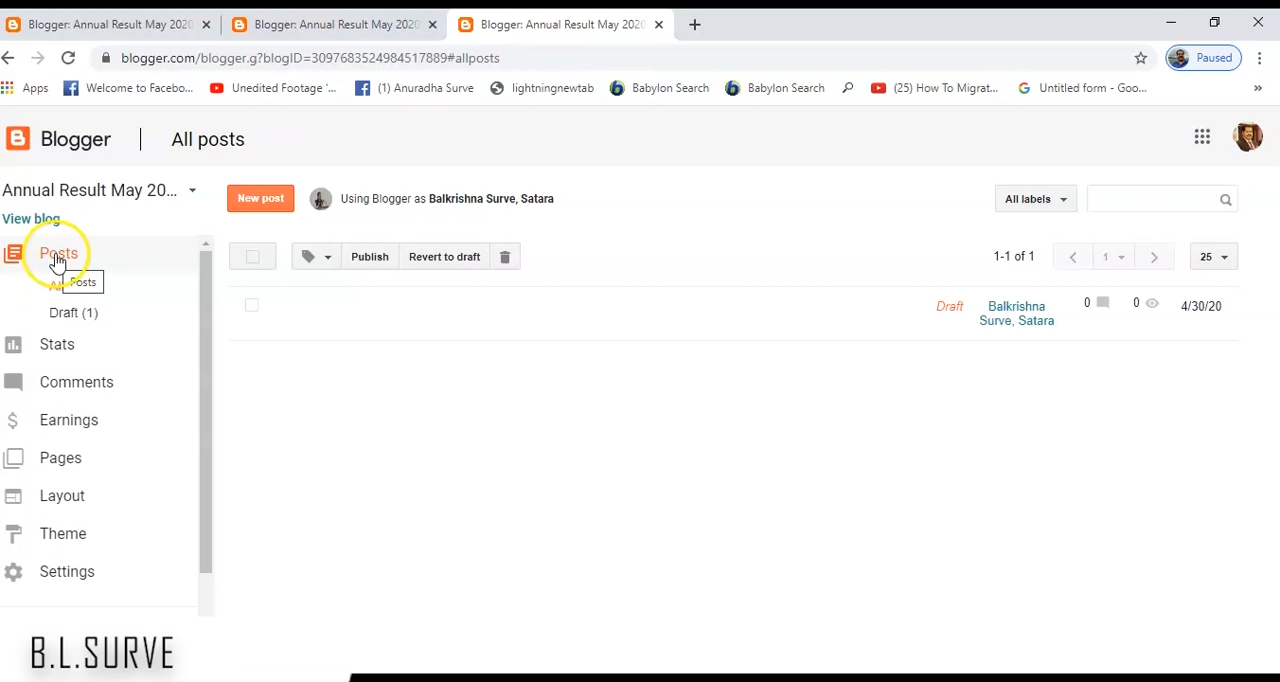 Blogger: Annual Result May 2020
Blogger: Annual Result May 2020
Blogger: Annual Result May 2020
blogger.com/blogger.g?blogID=3097683524984517889#allposts
Paused
Apps
Welcome to Facebo...
Unedited Footage '...
(1) Anuradha Surve
lightningnewtab
Babylon Search
Babylon Search
(25) How To Migrat...
Untitled form - Goo...
»
Blogger
All posts
Annual Result May 20...
View blog
New post
Using Blogger as Balkrishna Surve, Satara
All labels
Posts
Posts
Draft (1)
Stats
Comments
Earnings
Pages
Layout
Theme
Settings
Publish
Revert to draft
1-1 of 1
1
25
Draft
Balkrishna
Surve, Satara
0
0
4/30/20
B.L.SURVE